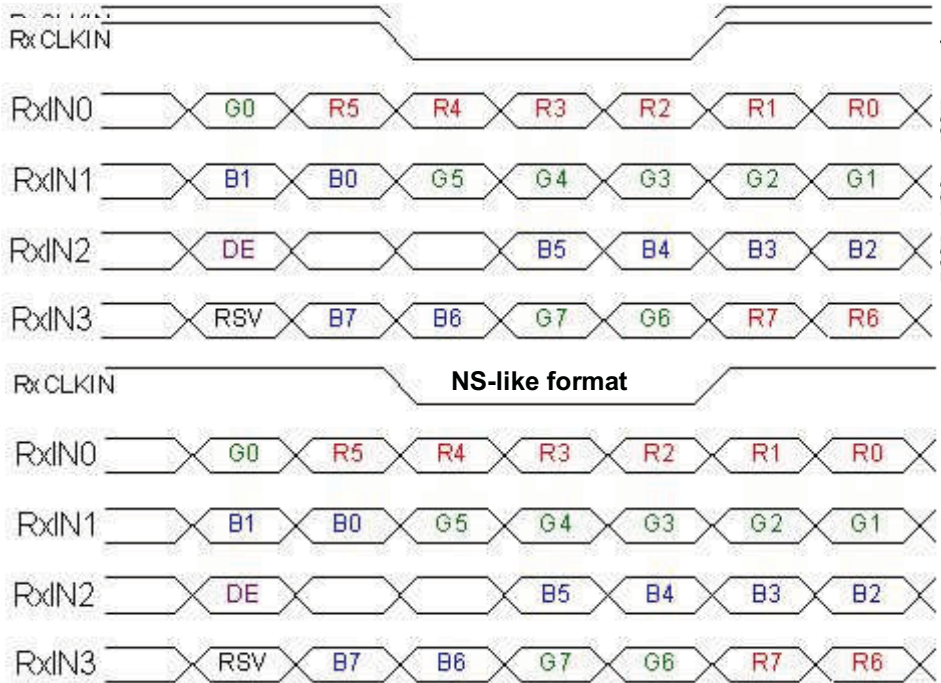 Rx CLKIN
RxIN0 G0 R5 R4 R3 R2 R1 R0
RxIN1 B1 B0 G5 G4 G3 G2 G1
RxIN2 DE B5 B4 B3 B2
RxIN3 RSV B7 B6 G7 G6 R7 R6
Rx CLKIN NS-like format
RxIN0 G0 R5 R4 R3 R2 R1 R0
RxIN1 B1 B0 G5 G4 G3 G2 G1
RxIN2 DE B5 B4 B3 B2
RxIN3 RSV B7 B6 G7 G6 R7 R6